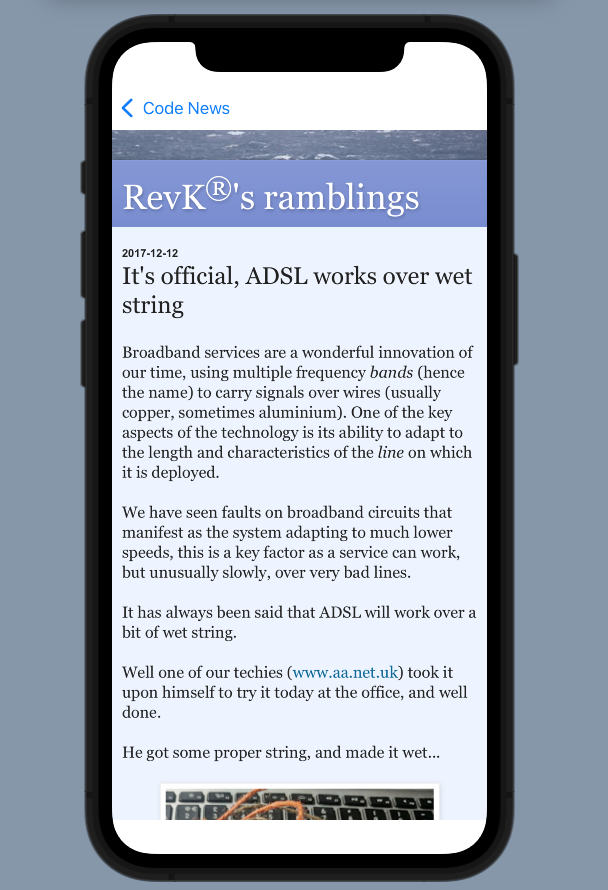 Code News
RevK®'s ramblings
2017-12-12
It's official, ADSL works over wet
string
Broadband services are a wonderful innovation of
our time, using multiple frequency bands (hence
the name) to carry signals over wires (usually
copper, sometimes aluminium). One of the key
aspects of the technology is its ability to adapt to
the length and characteristics of the line on which
it is deployed.
We have seen faults on broadband circuits that
manifest as the system adapting to much lower
speeds, this is a key factor as a service can work,
but unusually slowly, over very bad lines.
It has always been said that ADSL will work over a
bit of wet string.
Well one of our techies (www.aa.net.uk) took it
upon himself to try it today at the office, and well
done.
He got some proper string, and made it wet...